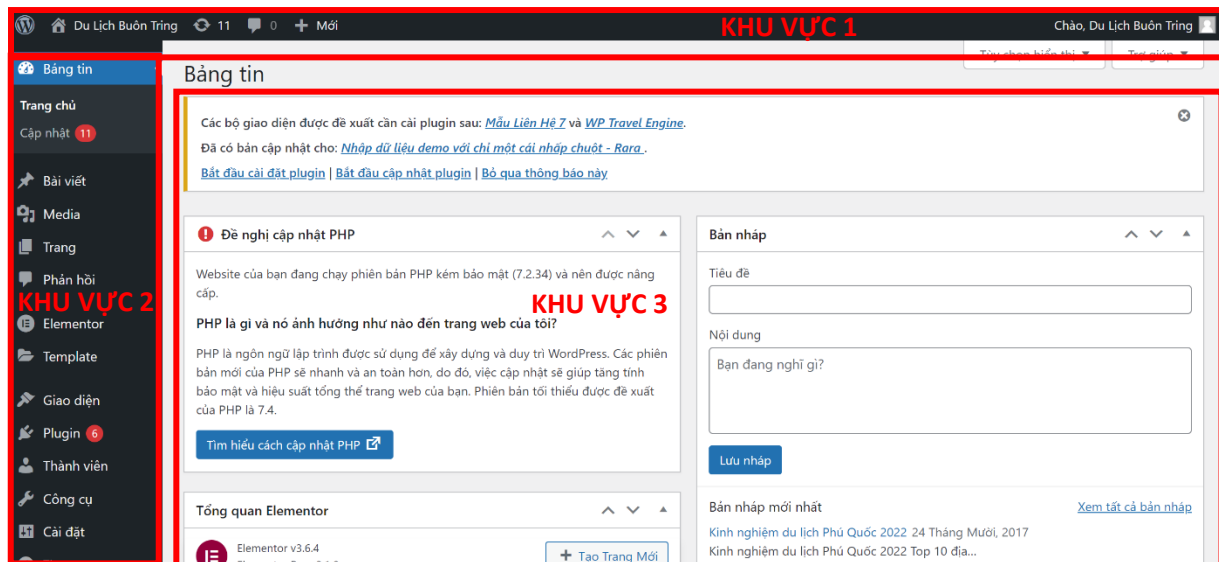 Du Lịch Buôn Tring 11 0 Mới KHU VỰC 1 Chào, Du Lịch Buôn Tring
Tùy chọn hiển thị Trợ giúp
Bảng tin
Trang chủ
Cập nhật 11
Bài viết
Media
Trang
Phản hồi
KHU VỰC 2
Elementor
Template
Giao diện
Plugin 6
Thành viên
Công cụ
Cài đặt
Bảng tin
Các bộ giao diện được đề xuất cần cài plugin sau: Mẫu Liên Hệ 7 và WP Travel Engine.
Đã có bản cập nhật cho: Nhập dữ liệu demo với chỉ một cái nhấp chuột - Rara .
Bắt đầu cài đặt plugin | Bắt đầu cập nhật plugin | Bỏ qua thông báo này
Đề nghị cập nhật PHP
Website của bạn đang chạy phiên bản PHP kém bảo mật (7.2.34) và nên được nâng
cấp.
KHU VỰC 3
PHP là gì và nó ảnh hưởng như nào đến trang web của tôi?
PHP là ngôn ngữ lập trình được sử dụng để xây dựng và duy trì WordPress. Các phiên
bản mới của PHP sẽ nhanh và an toàn hơn, do đó, việc cập nhật sẽ giúp tăng tính
bảo mật và hiệu suất tổng thể trang web của bạn. Phiên bản tối thiểu được đề xuất
của PHP là 7.4.
Tìm hiểu cách cập nhật PHP
Tổng quan Elementor
Elementor v3.6.4
Tạo Trang Mới
Bản nháp
Tiêu đề
Nội dung
Bạn đang nghĩ gì?
Lưu nháp
Bản nháp mới nhất Xem tất cả bản nháp
Kinh nghiệm du lịch Phú Quốc 2022 24 Tháng Mười, 2017
Kinh nghiệm du lịch Phú Quốc 2022 Top 10 địa...